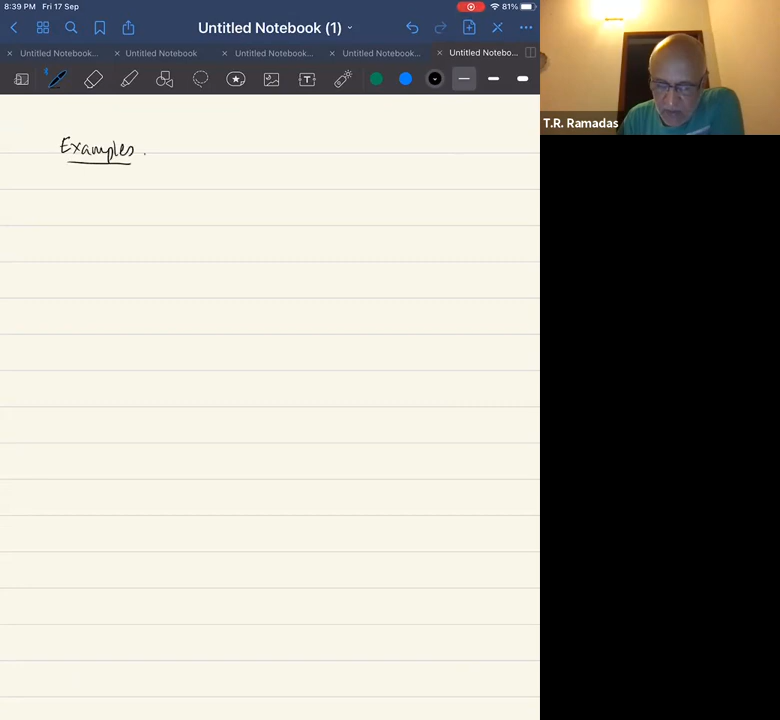 8:39 PM Fri 17 Sep
81%
Untitled Notebook (1)
Untitled Notebook...
Untitled Notebook
Untitled Notebook...
Untitled Notebook...
Untitled Notebo...
T
T.R. Ramadas
Examples.